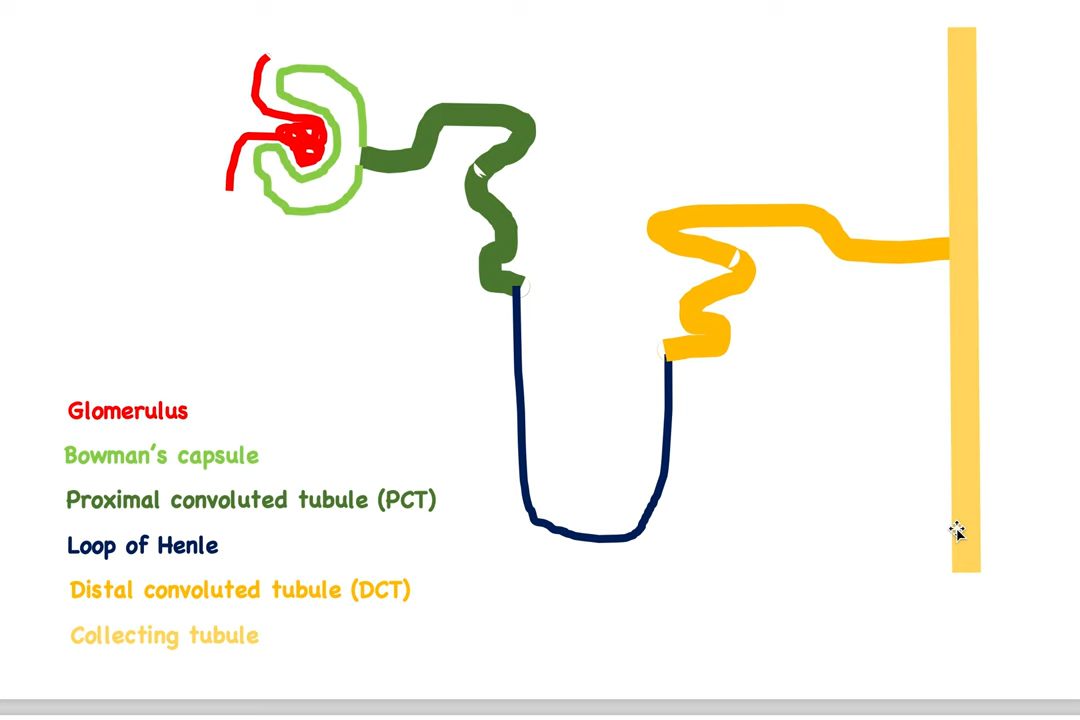 Glomerulus
Bowman's capsule
Proximal convoluted tubule (PCT)
Loop of Henle
Distal convoluted tubule (DCT)
Collecting tubule